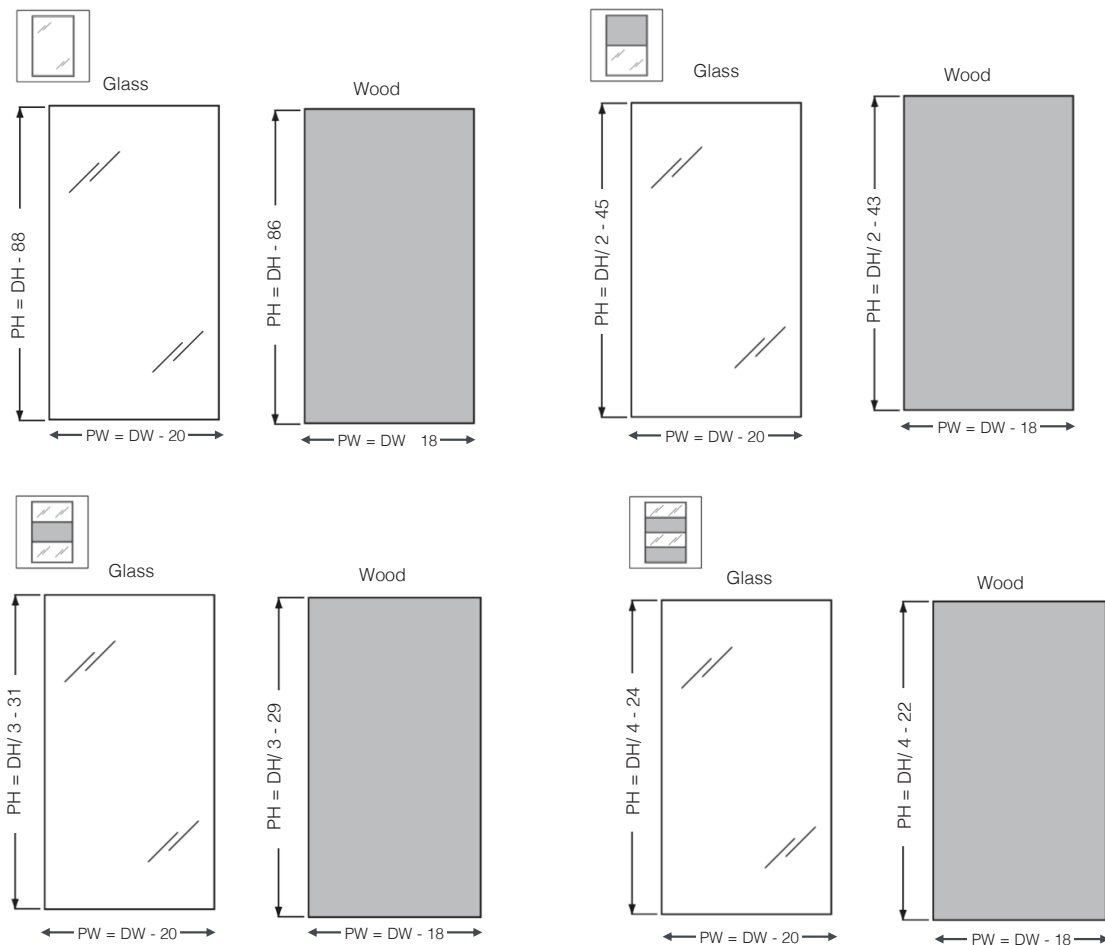 Glass
Wood
PH = DH - 88
PH = DH - 86
PW = DW - 20
PW = DW 18
Glass
Wood
PH = DH/ 2 - 45
PH = DH/ 2 - 43
PW = DW - 20
PW = DW - 18
Glass
Wood
PH = DH/ 3 - 31
PH = DH/ 3 - 29
PW = DW - 20
PW = DW - 18
Glass
Wood
PH = DH/ 4 - 24
PH = DH/ 4 - 22
PW = DW - 20
PW = DW - 18